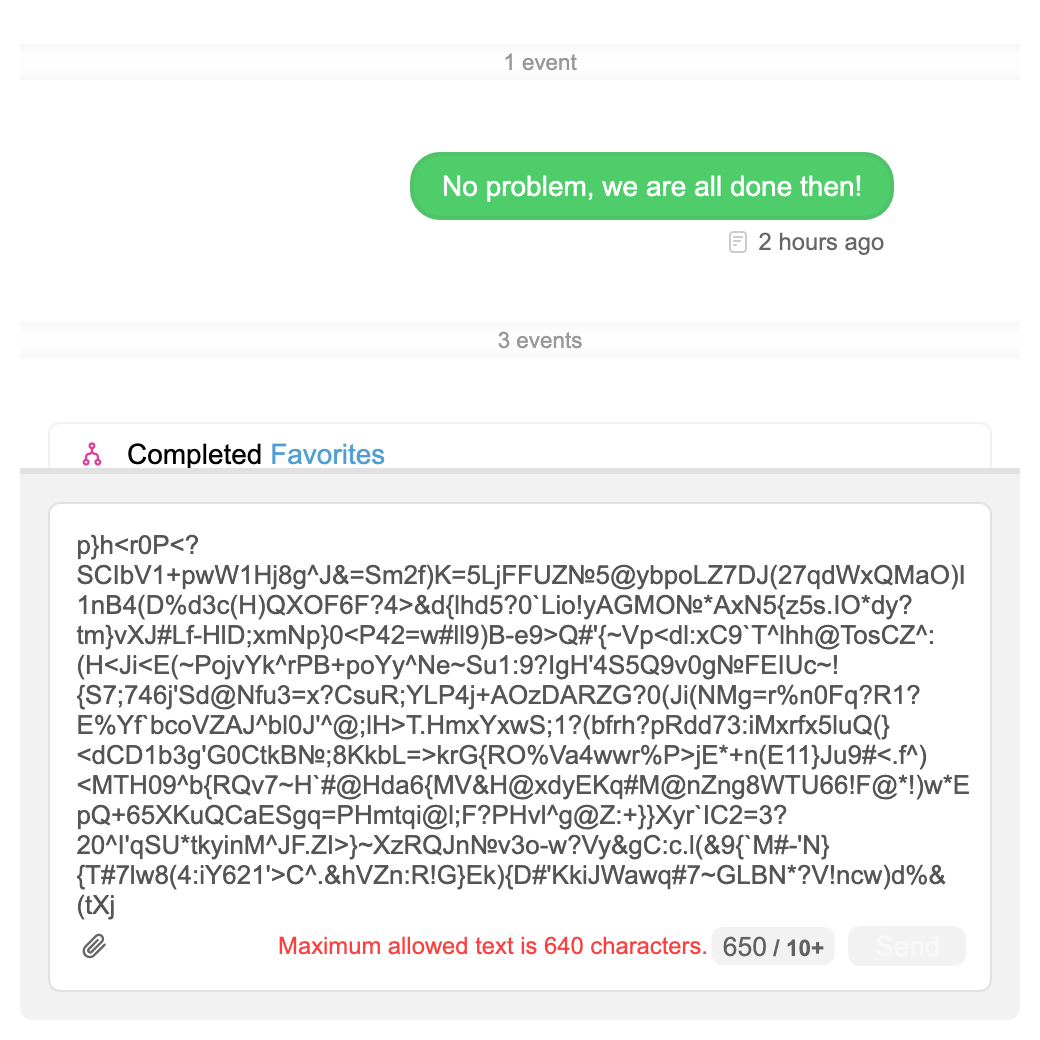 1 event
No problem, we are all done then!
2 hours ago
3 events
Completed Favorites
p}h<r0P<?
SCIbV1+pwW1Hj8g^J&=Sm2f)K=5LjFFUZ№5@ybpoLZ7DJ(27qdWxQMaO)l
1nB4(D%d3c(H)QXOF6F?4>&d{lhd5?0`Lio!yAGMO№*AxN5{z5s.IO*dy?
tm}vXJ#Lf-HID;xmNp}0<P42=w#ll9)B-e9>Q#'{~Vp<dl:xC9`T^lhh@TosCZ^:
(H<Ji<E(~PojvYk^rPB+poYy^Ne~Su1:9?IgH'4S5Q9v0g№FEIUc~!
{S7;746j'Sd@Nfu3=x?CsuR;YLP4j+AOzDARZG?0(Ji(NMg=r%n0Fq?R1?
E%Yf`bcoVZAJ^bl0J'^@;lH>T.HmxYxwS;1?(bfrh?pRdd73:iMxrfx5luQ(}
<dCD1b3g'G0CtkB№;8KkbL=>krG{RO%Va4wwr%P>jE*+n(E11}Ju9#<.f^)
<MTH09^b{RQv7~H`#@Hda6{MV&H@xdyEKq#M@nZng8WTU66!F@*!)w*E
pQ+65XKuQCaESgq=PHmtqi@l;F?PHvl^g@Z:+}}Xyr`IC2=3?
20^l'qSU*tkyinM^JF.ZI>}~XzRQJnN№v3o-w?Vy&gC:c.l(&9{`M#-'N}
{T#7lw8(4:iY621'>C^.&hVZn:R!G}Ek){D#'KkiJWawq#7~GLBN*?V!ncw)d%&
(tXj
Maximum allowed text is 640 characters. 650 / 10+ Send